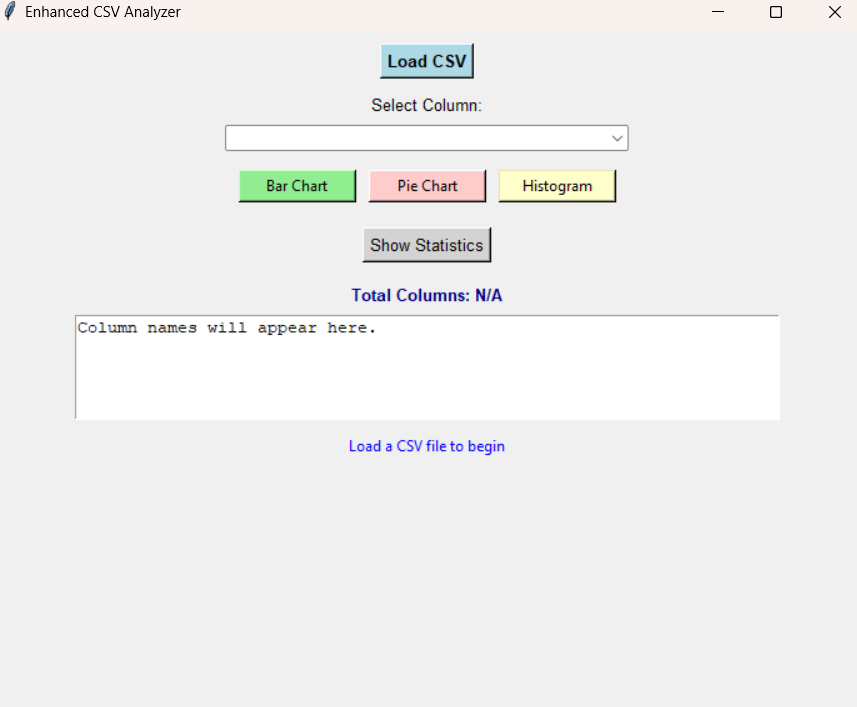 Enhanced CSV Analyzer
Load CSV
Select Column:
Bar Chart Pie Chart Histogram
Show Statistics
Total Columns: N/A
Column names will appear here.
Load a CSV file to begin